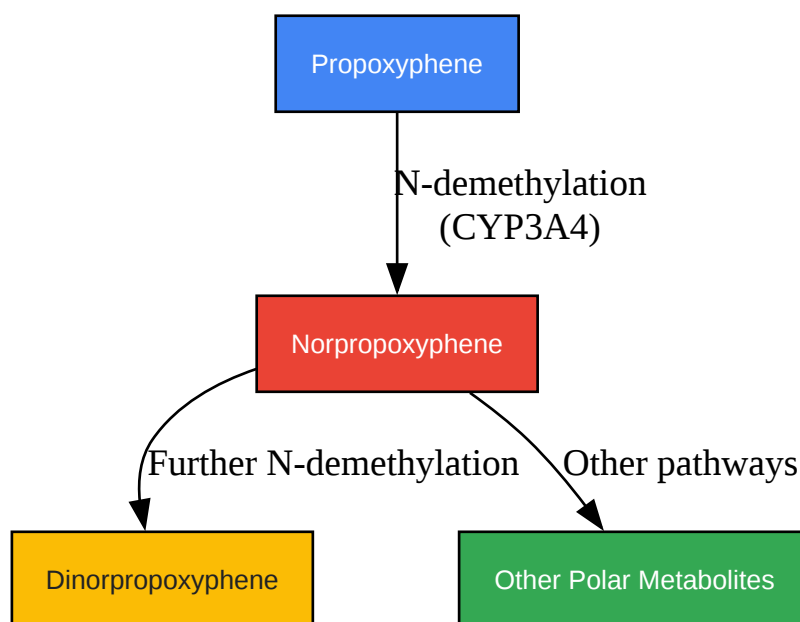 Propoxyphene
N-demethylation
(CYP3A4)
Norpropoxyphene
Further N-demethylation
Other pathways
Dinorpropoxyphene
Other Polar Metabolites